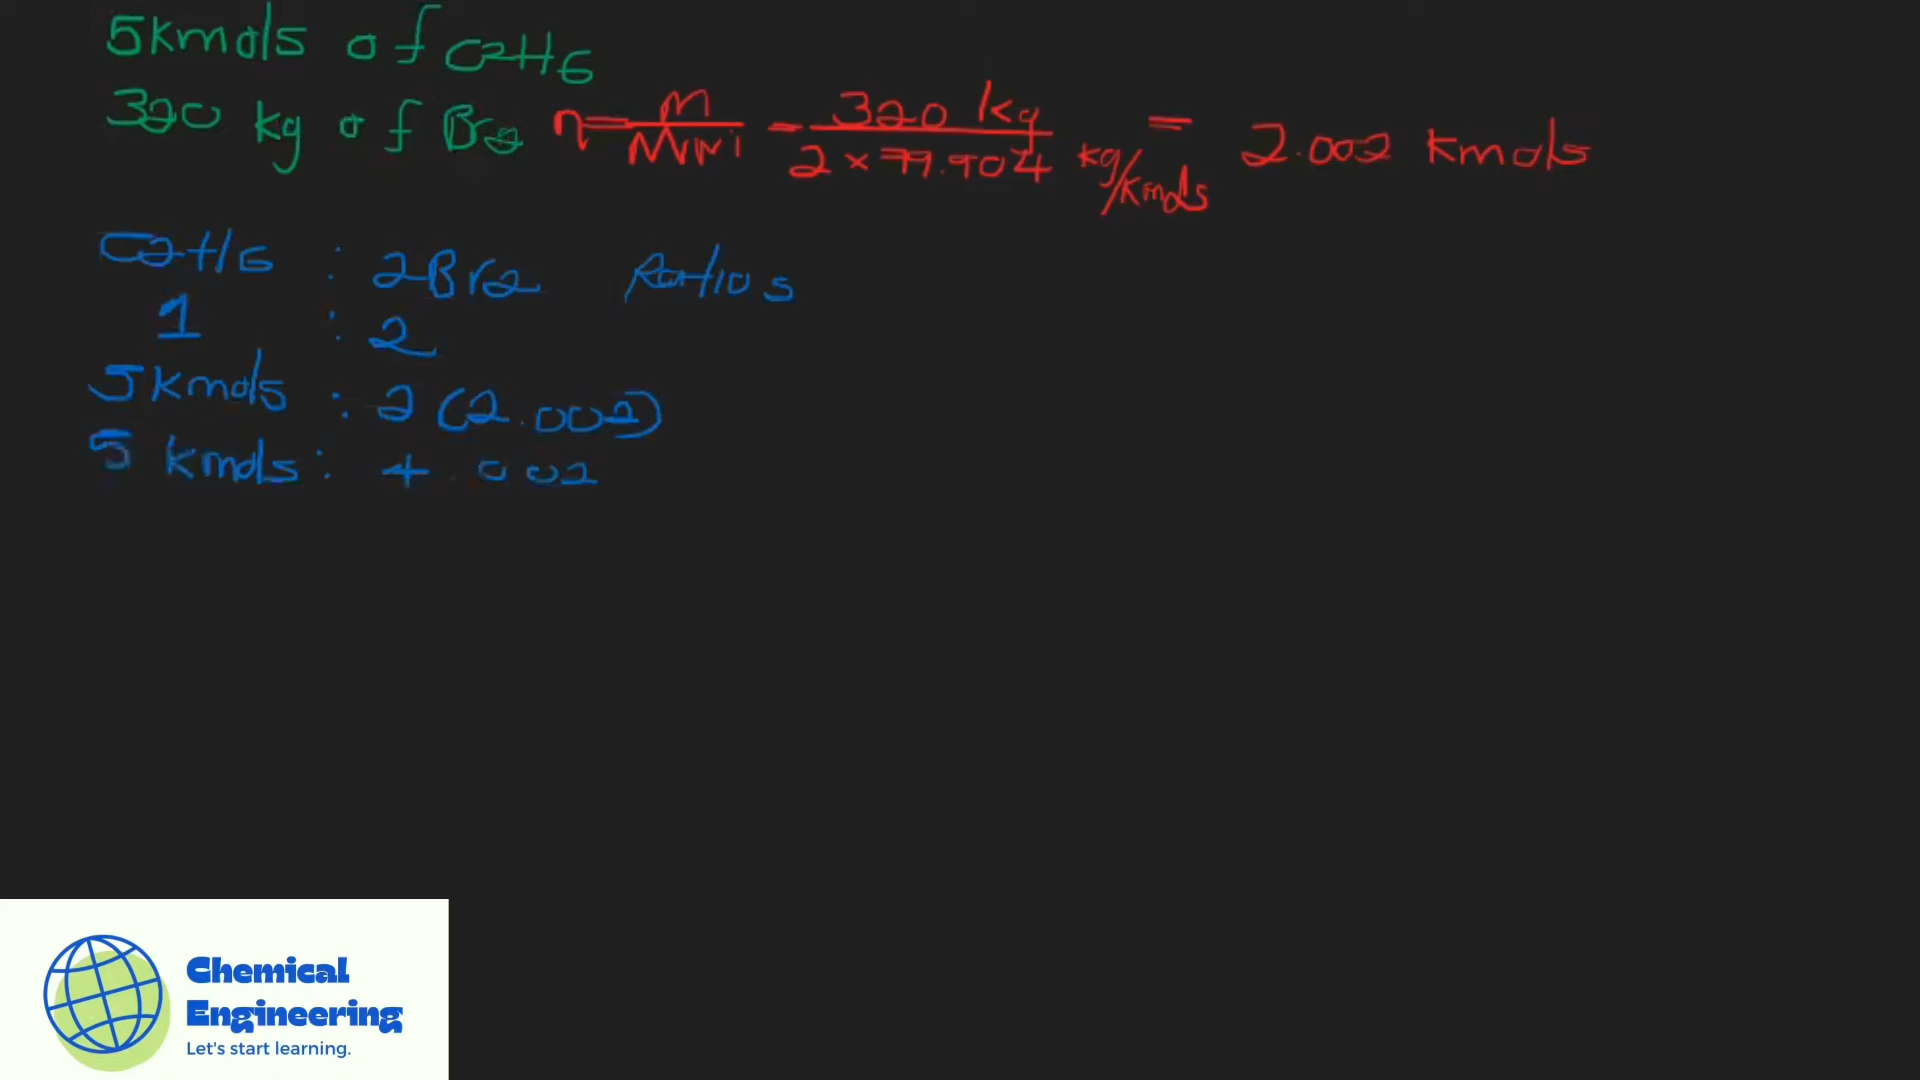 5kmols of C2H6
320 kg of Br2 n = m/Mwi = 320 kg / 2 × 79.904 kg/kmols = 2.002 kmols
C2H6 : 2Br2 Ratios
1 : 2
5kmols : 2(2.002)
5 kmols : 4.002
Chemical
Engineering
Let's start learning.